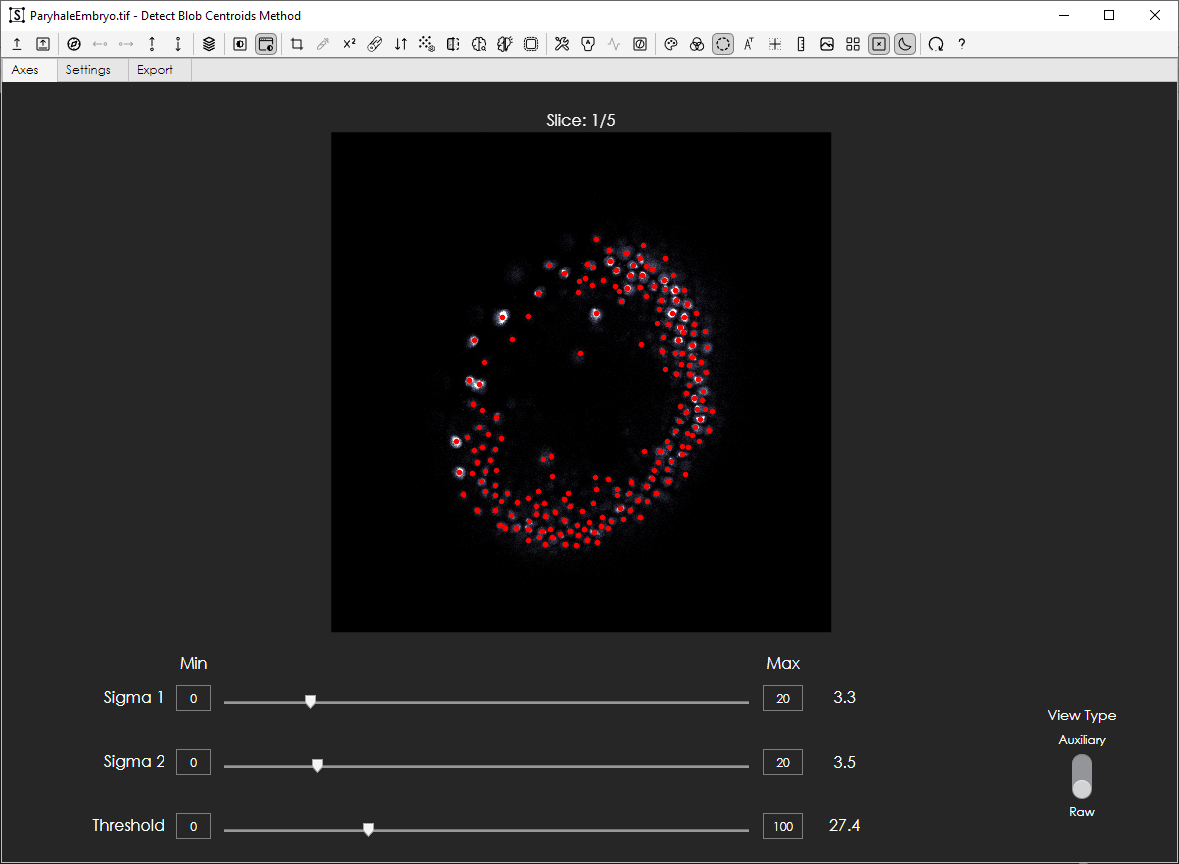 ParyhaleEmbryo.tif - Detect Blob Centroids Method
Axes Settings Export
Slice: 1/5
Min Max
Sigma 1 0 20 3.3
Sigma 2 0 20 3.5
Threshold 0 100 27.4
View Type
Auxiliary
Raw